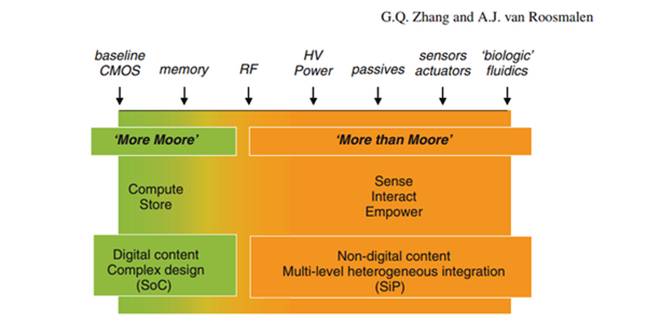 G.Q. Zhang and A.J. van Roosmalen
baseline
CMOS
memory
RF
HV
Power
passives
sensors
actuators
‘biologic’
fluidics
‘More Moore’
‘More than Moore’
Compute
Store
Sense
Interact
Empower
Digital content
Complex design
(SoC)
Non-digital content
Multi-level heterogeneous integration
(SiP)